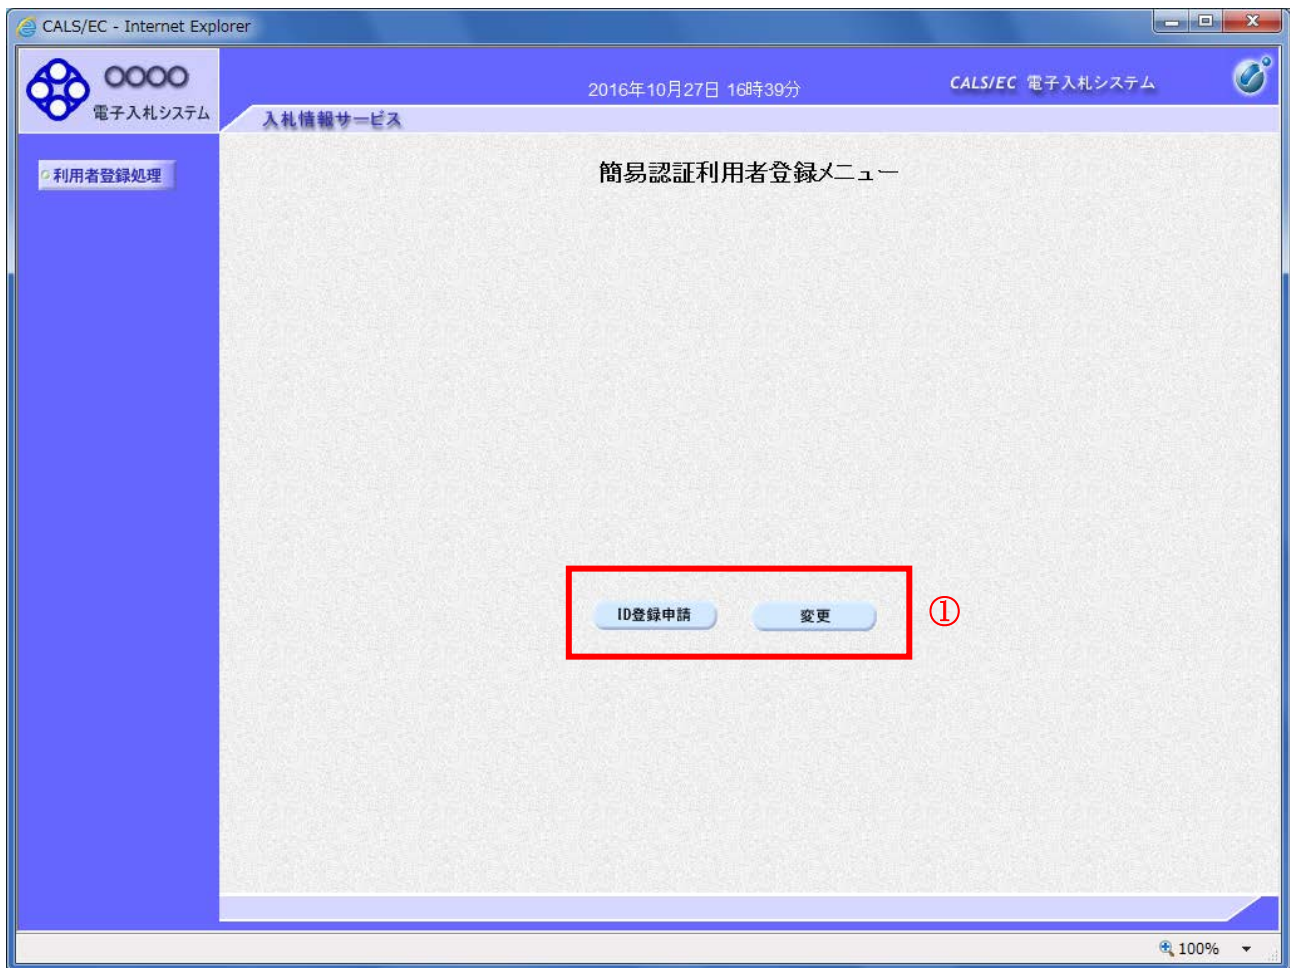 CALS/EC - Internet Explorer
○○○○
電子入札システム
2016年10月27日 16時39分
CALS/EC 電子入札システム
入札情報サービス
利用者登録処理
簡易認証利用者登録メニュー
ID登録申請
変更
①
100%